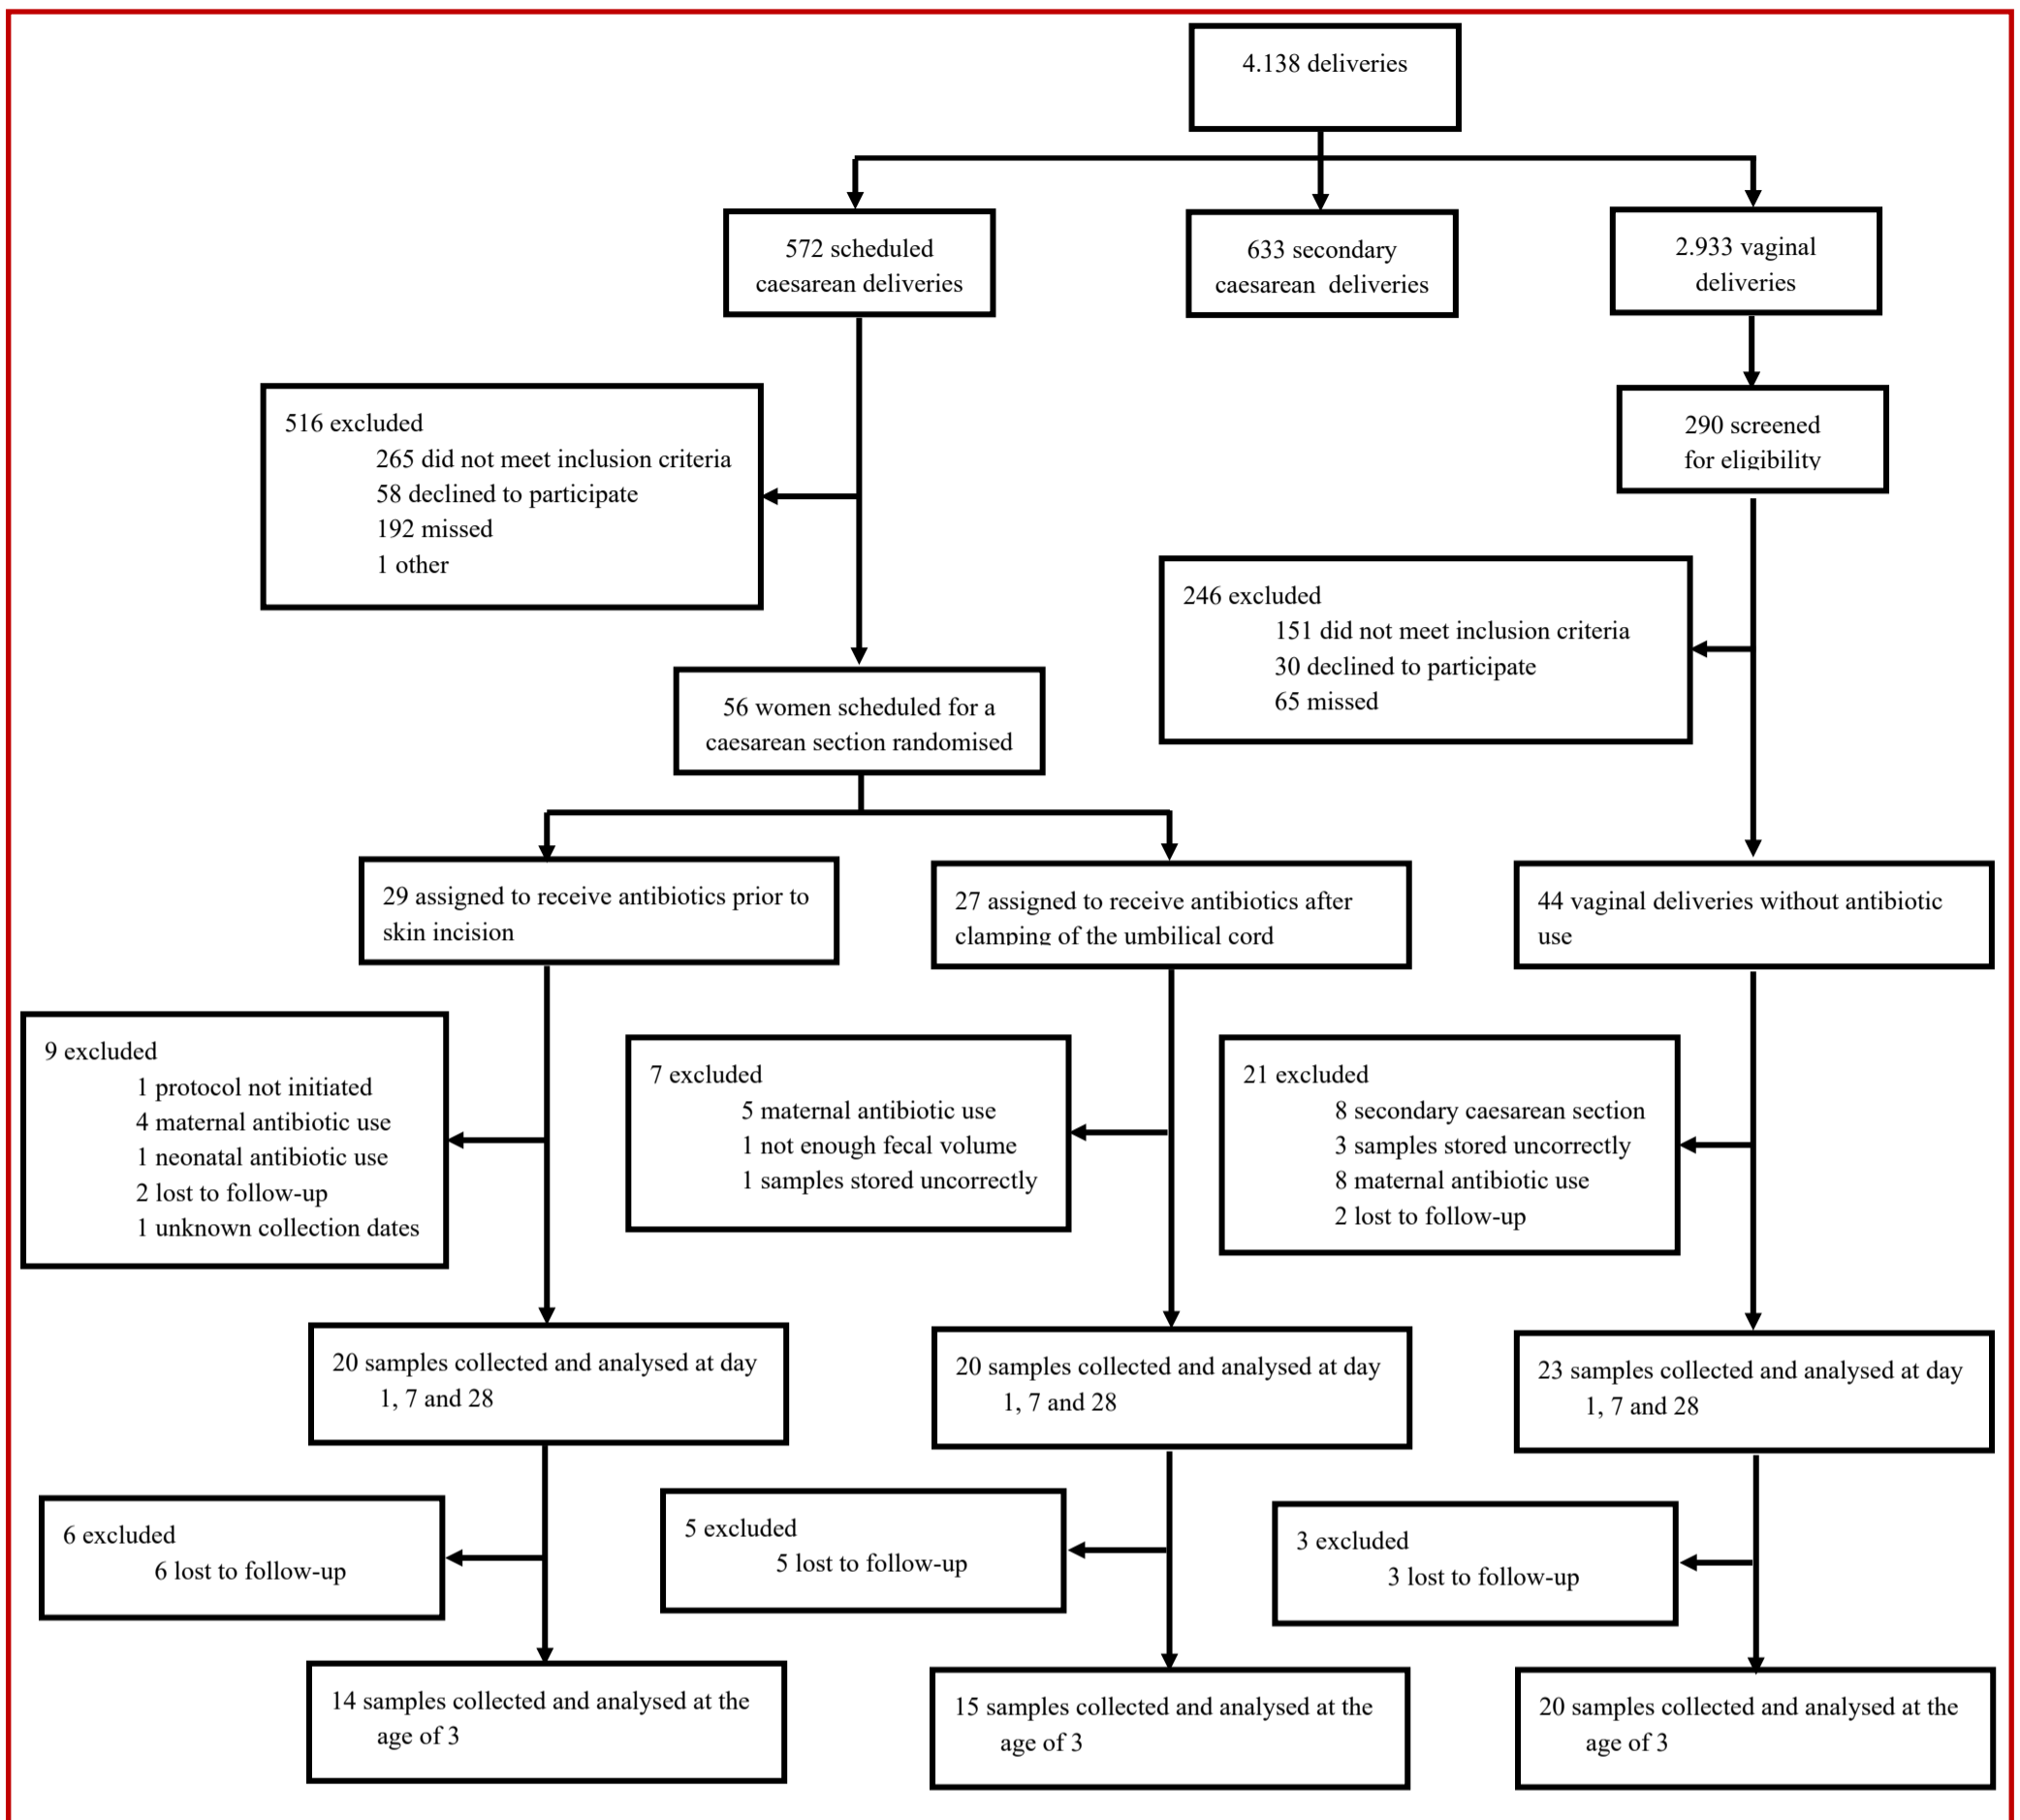 4.138 deliveries
572 scheduled
caesarean deliveries
633 secondary
caesarean  deliveries
2.933 vaginal
deliveries
290 screened
for eligibility
516 excluded
265 did not meet inclusion criteria
58 declined to participate
192 missed
1 other
246 excluded
151 did not meet inclusion criteria
30 declined to participate
65 missed
56 women scheduled for a
caesarean section randomised
29 assigned to receive antibiotics prior to
skin incision
27 assigned to receive antibiotics after
clamping of the umbilical cord
44 vaginal deliveries without antibiotic
use
9 excluded
1 protocol not initiated
4 maternal antibiotic use
1 neonatal antibiotic use
2 lost to follow-up
1 unknown collection dates
7 excluded
5 maternal antibiotic use
1 not enough fecal volume
1 samples stored uncorrectly
21 excluded
8 secondary caesarean section
3 samples stored uncorrectly
8 maternal antibiotic use
2 lost to follow-up
20 samples collected and analysed at day
1, 7 and 28
20 samples collected and analysed at day
1, 7 and 28
23 samples collected and analysed at day
1, 7 and 28
6 excluded
6 lost to follow-up
5 excluded
5 lost to follow-up
3 excluded
3 lost to follow-up
14 samples collected and analysed at the
age of 3
15 samples collected and analysed at the
age of 3
20 samples collected and analysed at the
age of 3